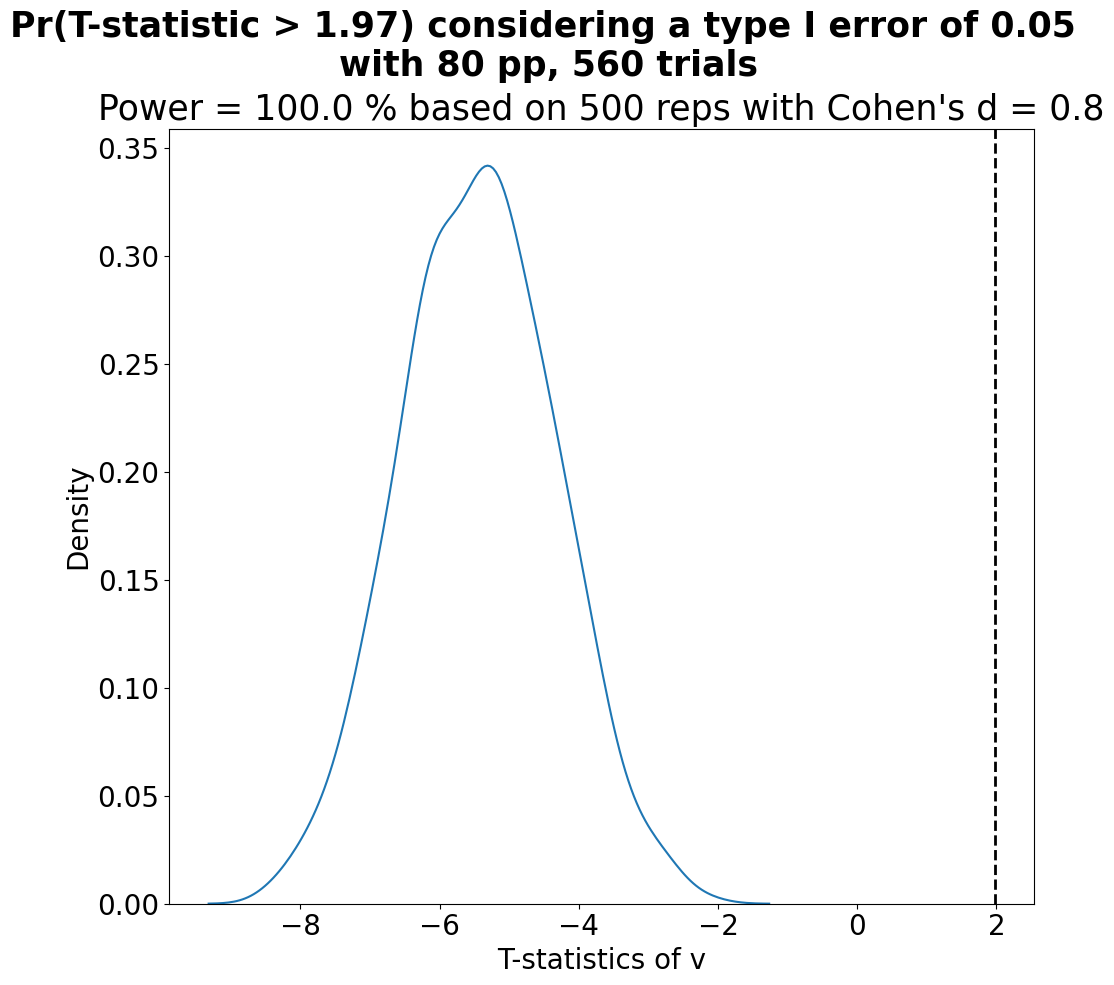 Pr(T-statistic > 1.97) considering a type I error of 0.05
with 80 pp, 560 trials
Power = 100.0 % based on 500 reps with Cohen's d = 0.8
0.35
0.30
0.25
0.20
0.15
0.10
0.05
0.00
Density
−8
−6
−4
−2
0
2
T-statistics of v